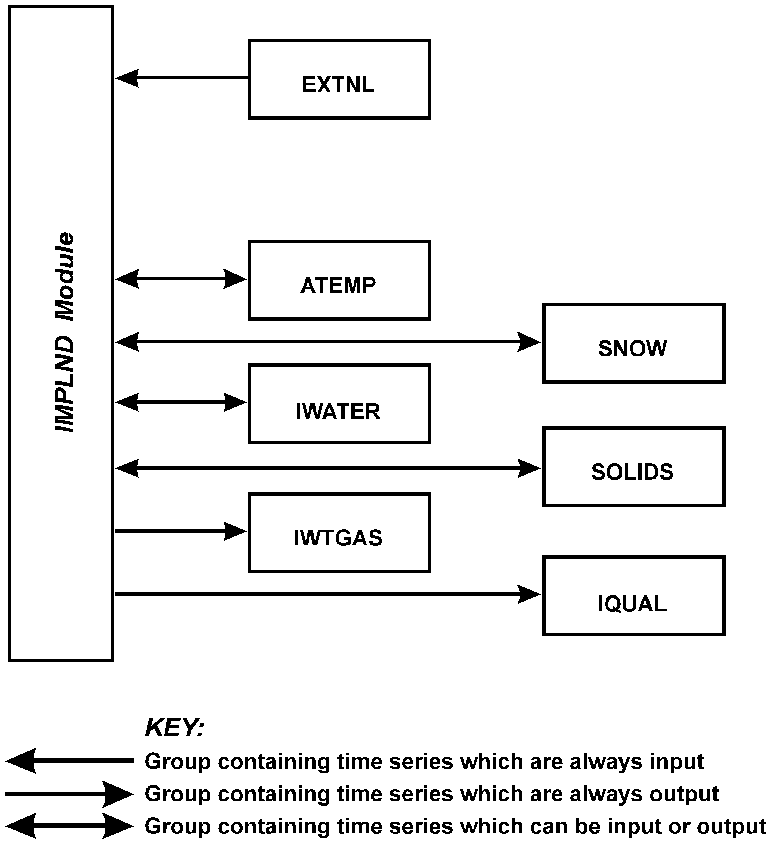 IMPLND Module
EXTNL
ATEMP
SNOW
IWATER
SOLIDS
IWTGAS
IQUAL
KEY:
Group containing time series which are always input
Group containing time series which are always output
Group containing time series which can be input or output